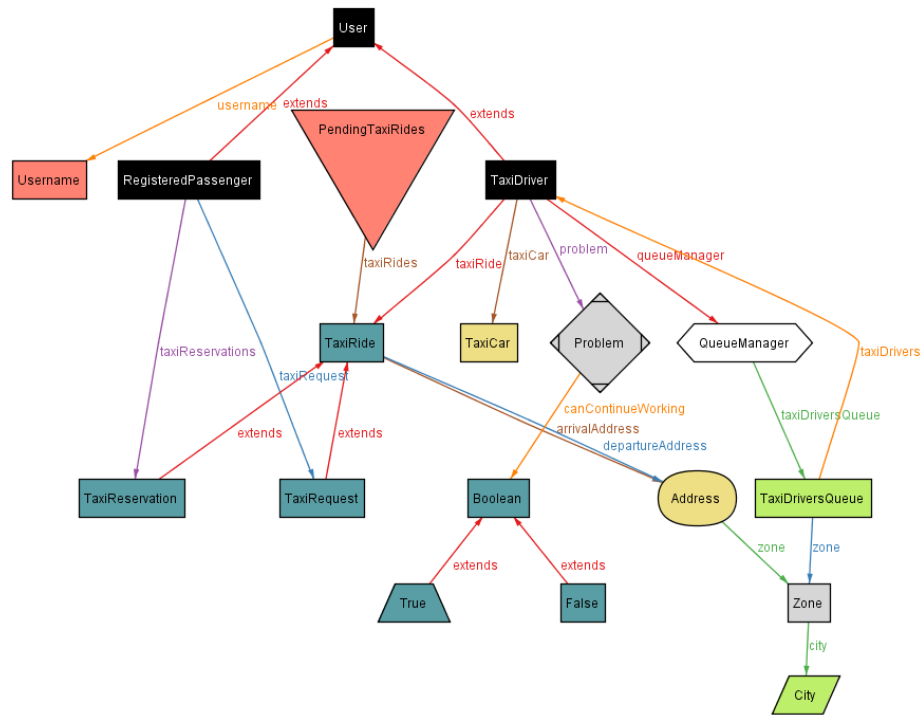 User
username
extends
extends
PendingTaxiRides
Username
RegisteredPassenger
TaxiDriver
taxiRides
taxiRide
taxiCar
problem
queueManager
TaxiRide
TaxiCar
Problem
QueueManager
taxiReservations
taxiRequest
taxiDrivers
canContinueWorking
taxiDriversQueue
extends
extends
arrivalAddress
departureAddress
TaxiReservation
TaxiRequest
Boolean
Address
TaxiDriversQueue
extends
extends
zone
zone
True
False
Zone
city
City